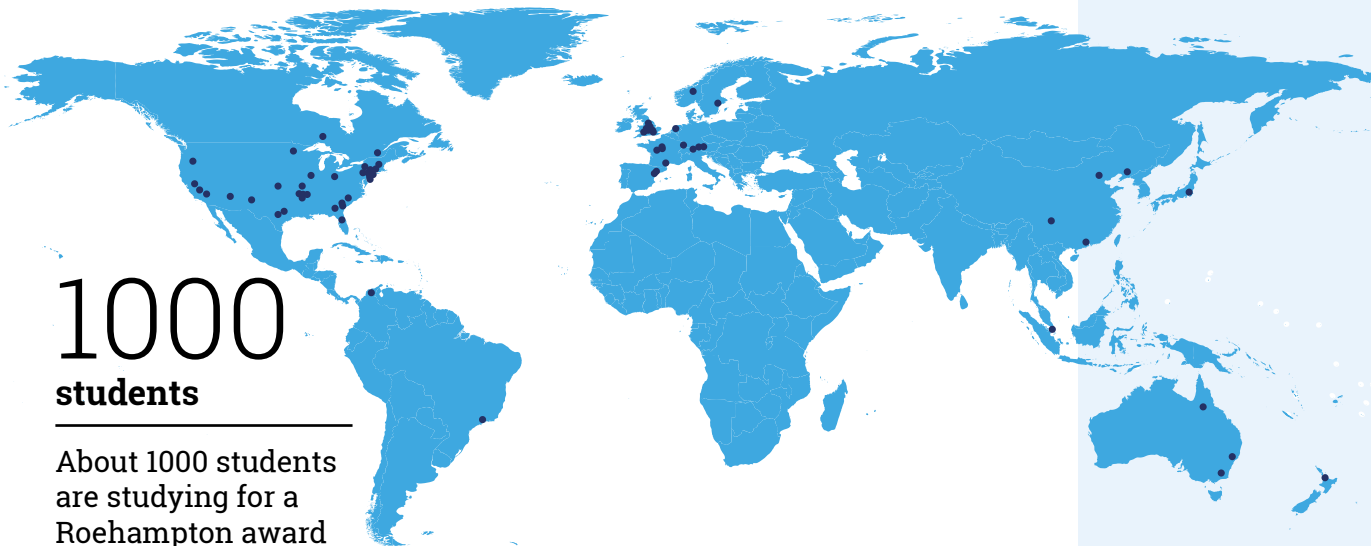 1000
students
About 1000 students
are studying for a
Roehampton award